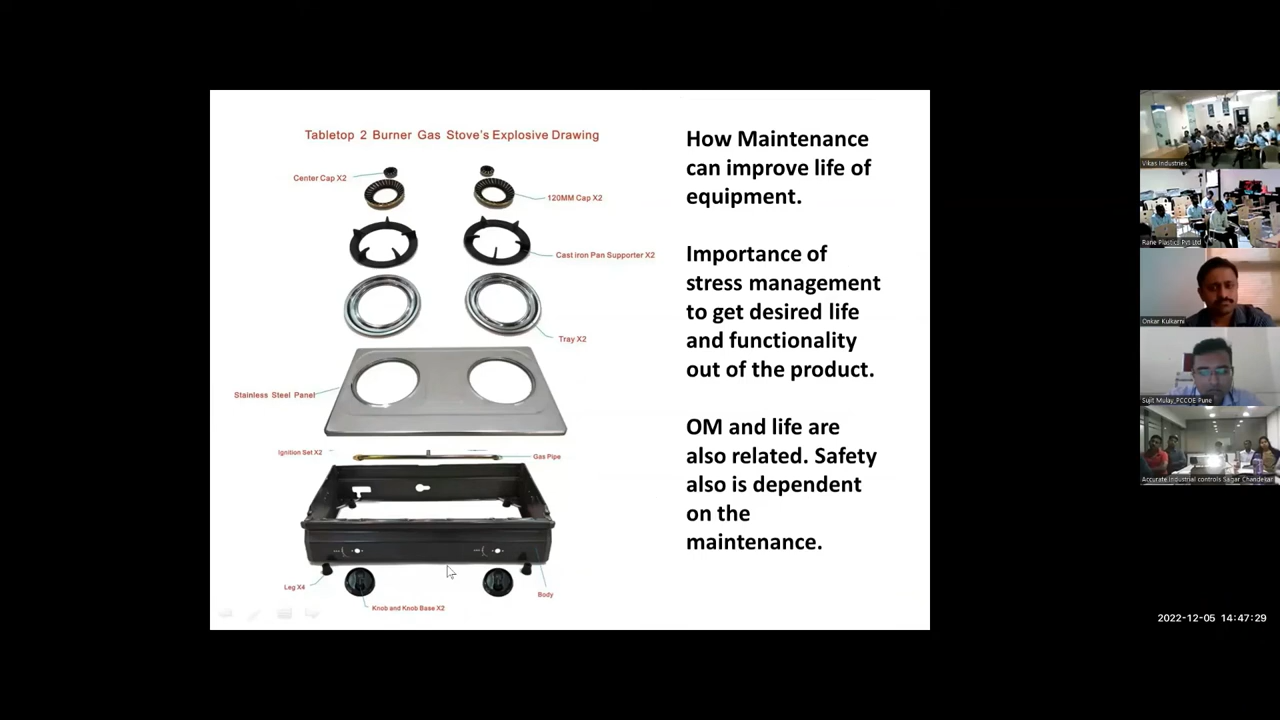 Tabletop 2 Burner Gas Stove's Explosive Drawing
Center Cap X2
120MM Cap X2
Cast iron Pan Supporter X2
Tray X2
Stainless Steel Panel
Ignition Set X2
Gas Pipe
Leg X4
Knob and Knob Base X2
Body
How Maintenance
can improve life of
equipment.
Importance of
stress management
to get desired life
and functionality
out of the product.
OM and life are
also related. Safety
also is dependent
on the
maintenance.
Vikas Industries
Rane Plastics Pvt Ltd
Onkar Kulkarni
Sujit Mulay_PCCOE Pune
Accurate Industrial controls Sagar Chandekar
2022-12-05 14:47:29